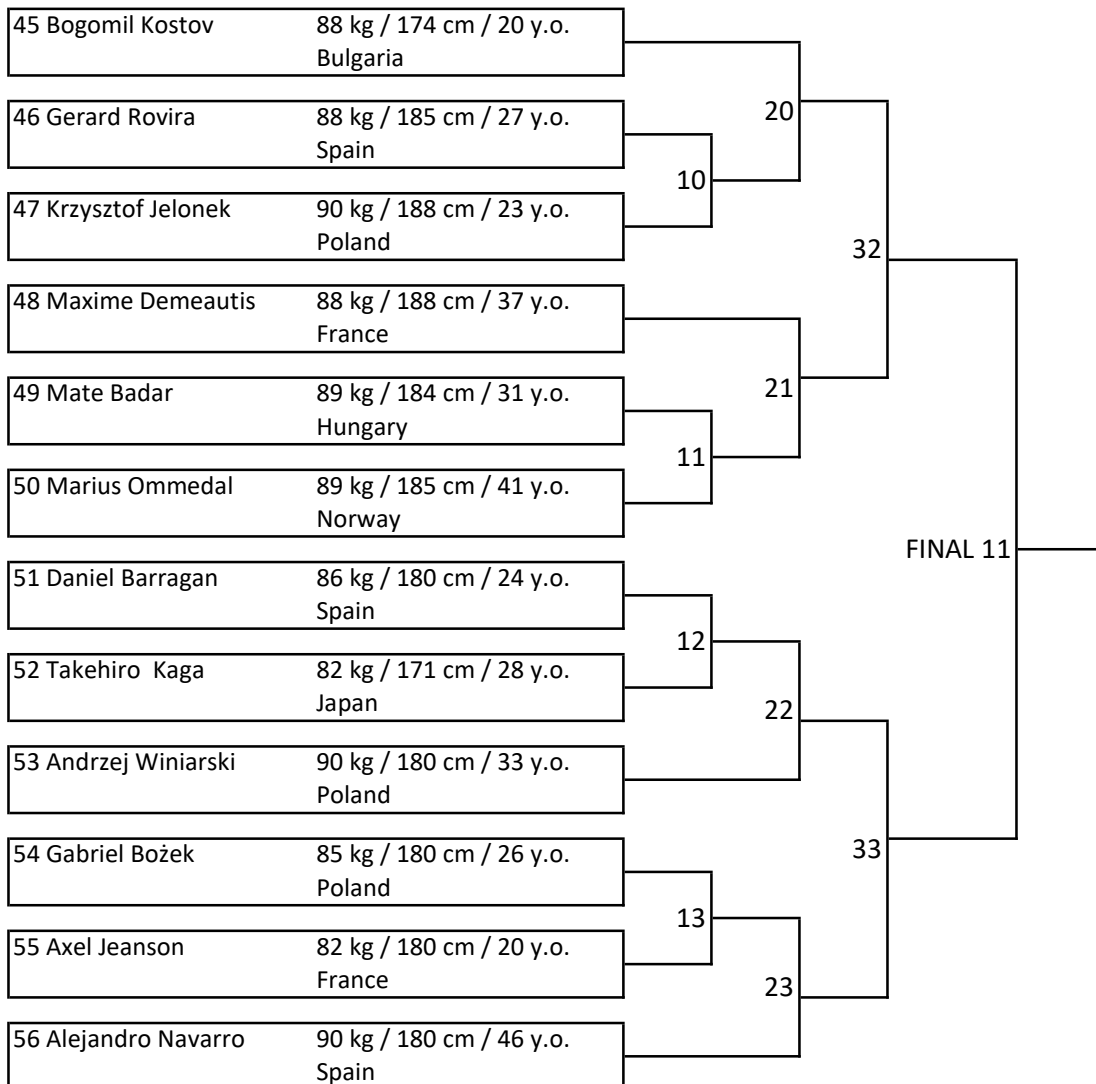 45 Bogomil Kostov 88 kg / 174 cm / 20 y.o.
Bulgaria
20
46 Gerard Rovira 88 kg / 185 cm / 27 y.o.
Spain
10
47 Krzysztof Jelonek 90 kg / 188 cm / 23 y.o.
Poland
32
48 Maxime Demeautis 88 kg / 188 cm / 37 y.o.
France
21
49 Mate Badar 89 kg / 184 cm / 31 y.o.
Hungary
11
50 Marius Ommedal 89 kg / 185 cm / 41 y.o.
Norway
FINAL 11
51 Daniel Barragan 86 kg / 180 cm / 24 y.o.
Spain
12
52 Takehiro  Kaga 82 kg / 171 cm / 28 y.o.
Japan
22
53 Andrzej Winiarski 90 kg / 180 cm / 33 y.o.
Poland
33
54 Gabriel Bożek 85 kg / 180 cm / 26 y.o.
Poland
13
55 Axel Jeanson 82 kg / 180 cm / 20 y.o.
France
23
56 Alejandro Navarro 90 kg / 180 cm / 46 y.o.
Spain